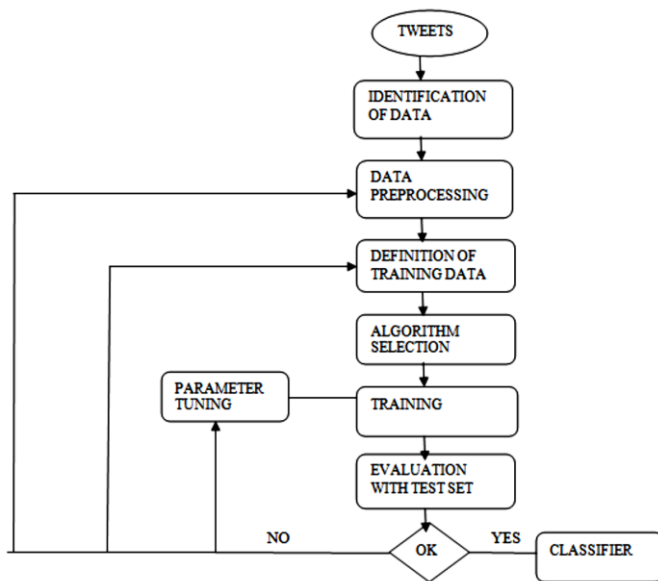 TWEETS
IDENTIFICATION
OF DATA
DATA
PREPROCESSING
DEFINITION OF
TRAINING DATA
ALGORITHM
SELECTION
PARAMETER
TUNING
TRAINING
EVALUATION
WITH TEST SET
NO
OK
YES
CLASSIFIER